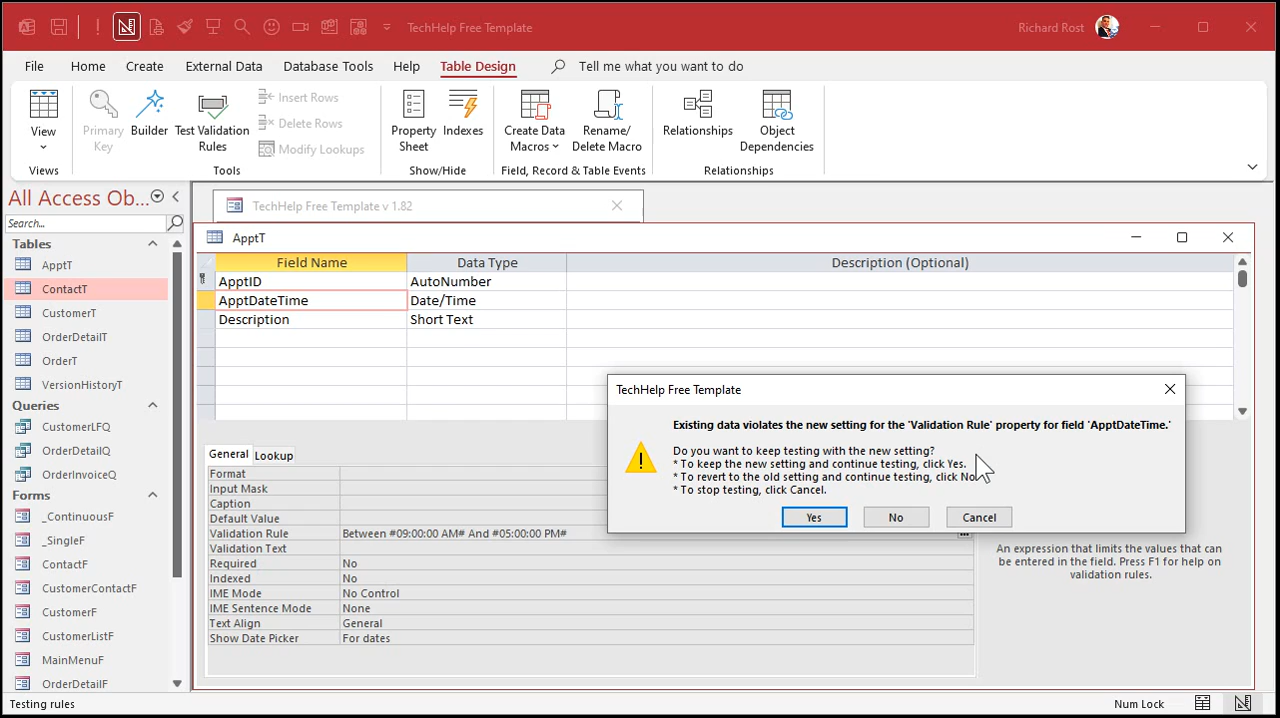 TechHelp Free Template
Richard Rost
File Home Create External Data Database Tools Help Table Design Tell me what you want to do
View
Views
Primary Key
Builder
Test Validation Rules
Insert Rows
Delete Rows
Modify Lookups
Tools
Property Sheet
Indexes
Show/Hide
Create Data Macros
Rename/ Delete Macro
Field, Record & Table Events
Relationships
Object Dependencies
Relationships
All Access Ob...
Search...
Tables
ApptT
ContactT
CustomerT
OrderDetailT
OrderT
VersionHistoryT
Queries
CustomerLFQ
OrderDetailQ
OrderInvoiceQ
Forms
_ContinuousF
_SingleF
ContactF
CustomerContactF
CustomerF
CustomerListF
MainMenuF
OrderDetailF
TechHelp Free Template v 1.82
ApptT
Field Name Data Type Description (Optional)
ApptID AutoNumber
ApptDateTime Date/Time
Description Short Text
TechHelp Free Template
Existing data violates the new setting for the 'Validation Rule' property for field 'ApptDateTime.'
Do you want to keep testing with the new setting?
* To keep the new setting and continue testing, click Yes.
* To revert to the old setting and continue testing, click No
* To stop testing, click Cancel.
Yes No Cancel
General Lookup
Format
Input Mask
Caption
Default Value
Validation Rule Between #09:00:00 AM# And #05:00:00 PM#
Validation Text
Required No
Indexed No
IME Mode No Control
IME Sentence Mode None
Text Align General
Show Date Picker For dates
An expression that limits the values that can
be entered in the field. Press F1 for help on
validation rules.
Testing rules
Num Lock